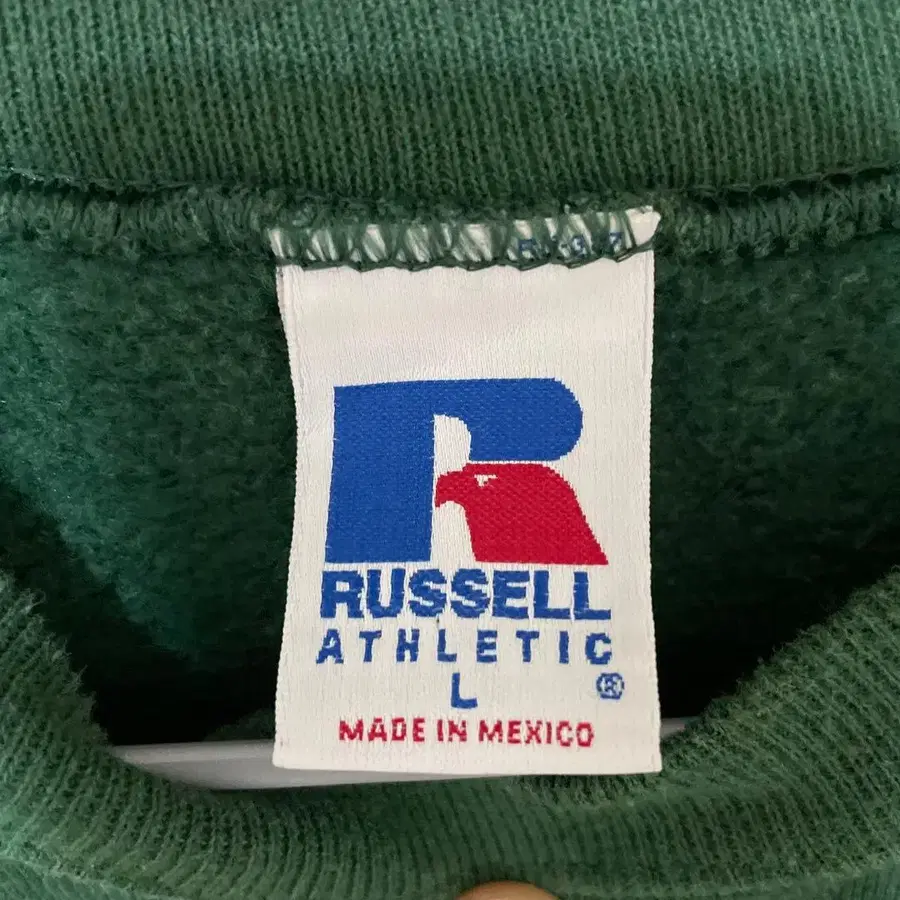 RUSSELL
ATHLETIC
L ®
MADE IN MEXICO